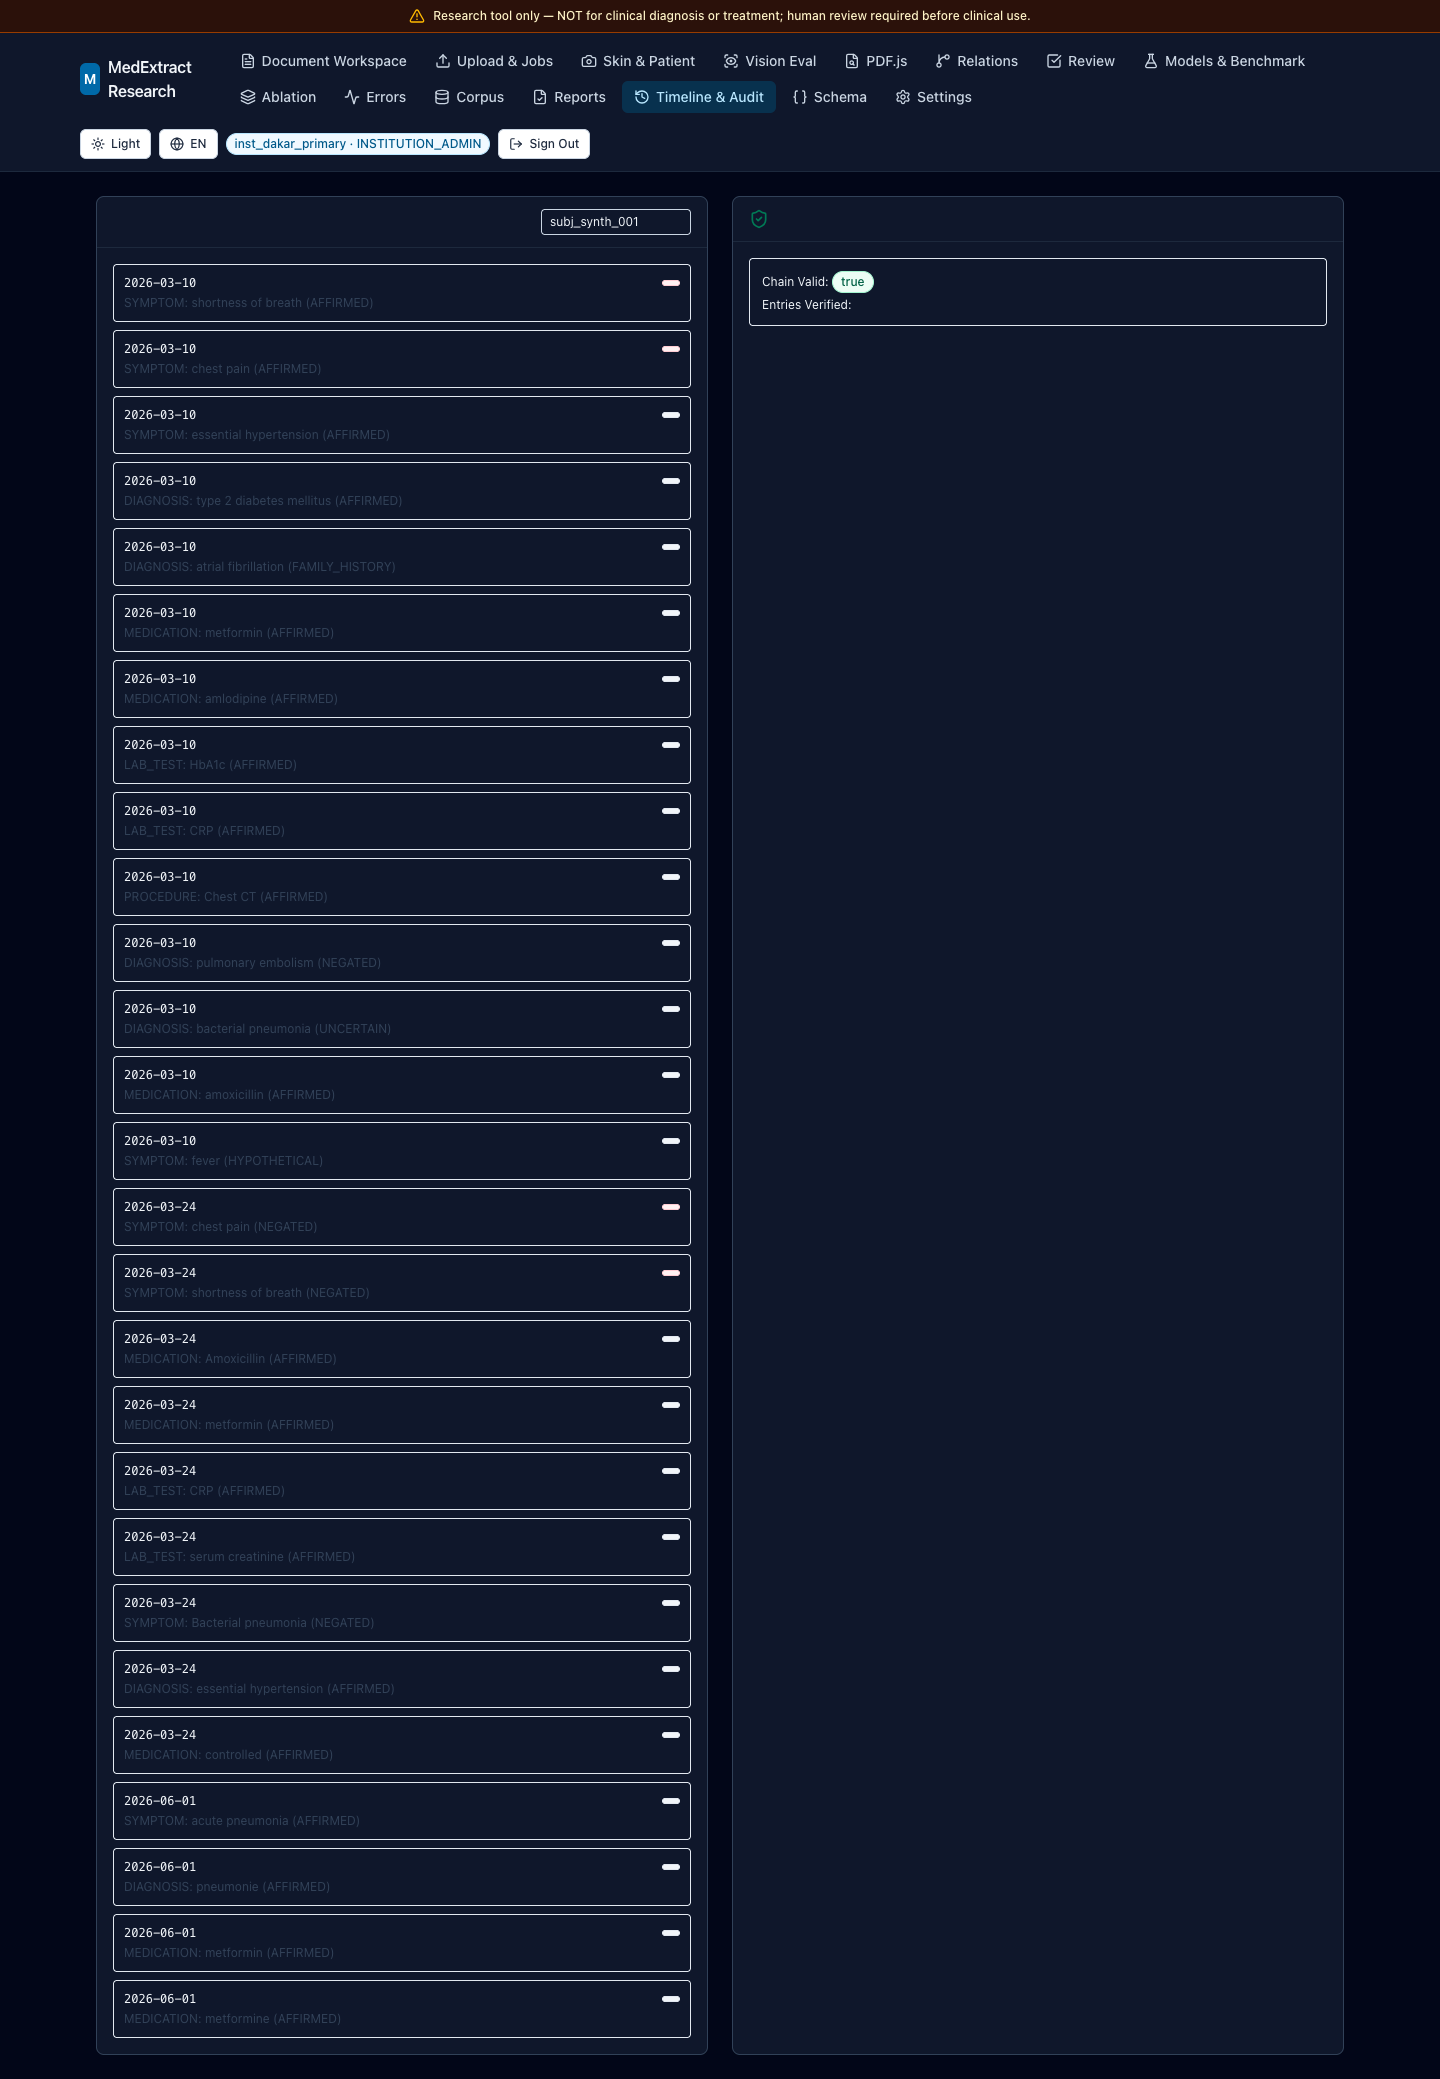 Research tool only — NOT for clinical diagnosis or treatment; human review required before clinical use.
M
MedExtract Research
Document Workspace
Upload & Jobs
Skin & Patient
Vision Eval
PDF.js
Relations
Review
Models & Benchmark
Ablation
Errors
Corpus
Reports
Timeline & Audit
Schema
Settings
Light
EN
inst_dakar_primary · INSTITUTION_ADMIN
Sign Out
subj_synth_001
2026-03-10
SYMPTOM: shortness of breath (AFFIRMED)
2026-03-10
SYMPTOM: chest pain (AFFIRMED)
2026-03-10
SYMPTOM: essential hypertension (AFFIRMED)
2026-03-10
DIAGNOSIS: type 2 diabetes mellitus (AFFIRMED)
2026-03-10
DIAGNOSIS: atrial fibrillation (FAMILY_HISTORY)
2026-03-10
MEDICATION: metformin (AFFIRMED)
2026-03-10
MEDICATION: amlodipine (AFFIRMED)
2026-03-10
LAB_TEST: HbA1c (AFFIRMED)
2026-03-10
LAB_TEST: CRP (AFFIRMED)
2026-03-10
PROCEDURE: Chest CT (AFFIRMED)
2026-03-10
DIAGNOSIS: pulmonary embolism (NEGATED)
2026-03-10
DIAGNOSIS: bacterial pneumonia (UNCERTAIN)
2026-03-10
MEDICATION: amoxicillin (AFFIRMED)
2026-03-10
SYMPTOM: fever (HYPOTHETICAL)
2026-03-24
SYMPTOM: chest pain (NEGATED)
2026-03-24
SYMPTOM: shortness of breath (NEGATED)
2026-03-24
MEDICATION: Amoxicillin (AFFIRMED)
2026-03-24
MEDICATION: metformin (AFFIRMED)
2026-03-24
LAB_TEST: CRP (AFFIRMED)
2026-03-24
LAB_TEST: serum creatinine (AFFIRMED)
2026-03-24
SYMPTOM: Bacterial pneumonia (NEGATED)
2026-03-24
DIAGNOSIS: essential hypertension (AFFIRMED)
2026-03-24
MEDICATION: controlled (AFFIRMED)
2026-06-01
SYMPTOM: acute pneumonia (AFFIRMED)
2026-06-01
DIAGNOSIS: pneumonie (AFFIRMED)
2026-06-01
MEDICATION: metformin (AFFIRMED)
2026-06-01
MEDICATION: metformine (AFFIRMED)
Chain Valid: true
Entries Verified: